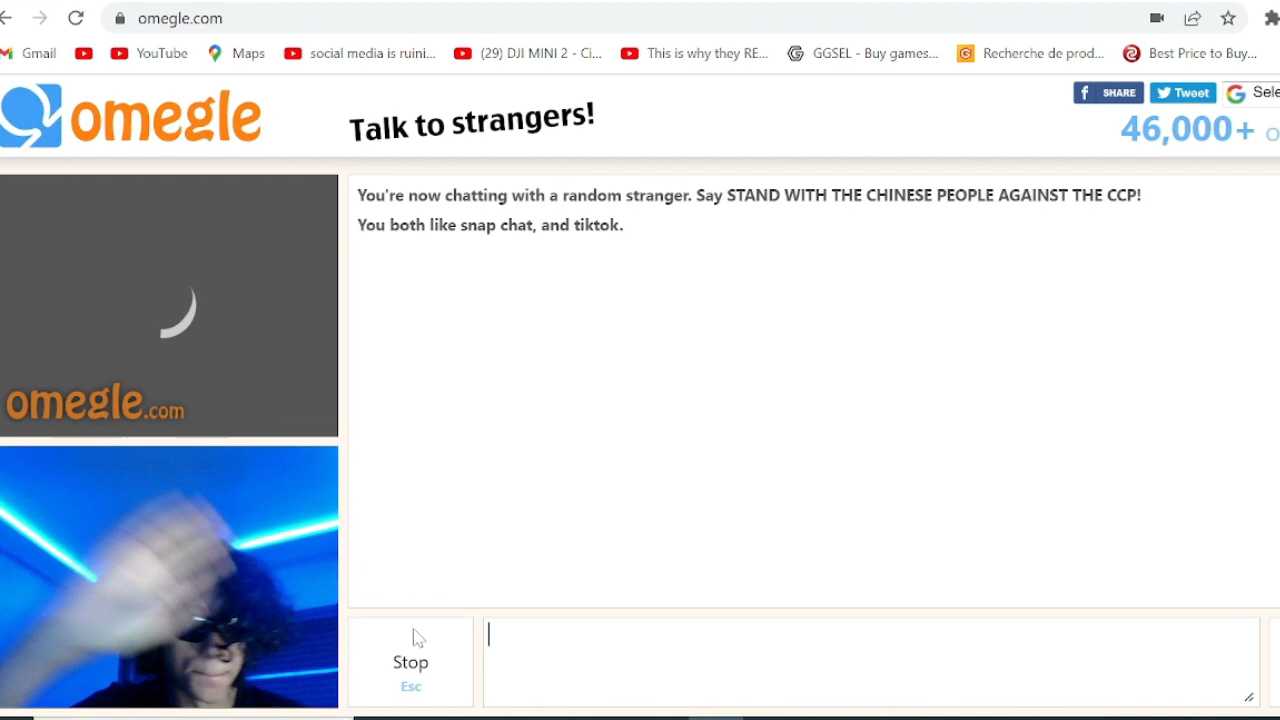 omegle.com
Gmail
YouTube
Maps
social media is ruini...
(29) DJI MINI 2 - Ci...
This is why they RE...
GGSEL - Buy games...
Recherche de prod...
Best Price to Buy...
omegle
Talk to strangers!
f SHARE
Tweet
G Sele
46,000+ o
You're now chatting with a random stranger. Say STAND WITH THE CHINESE PEOPLE AGAINST THE CCP!
You both like snap chat, and tiktok.
omegle.com
Stop
Esc